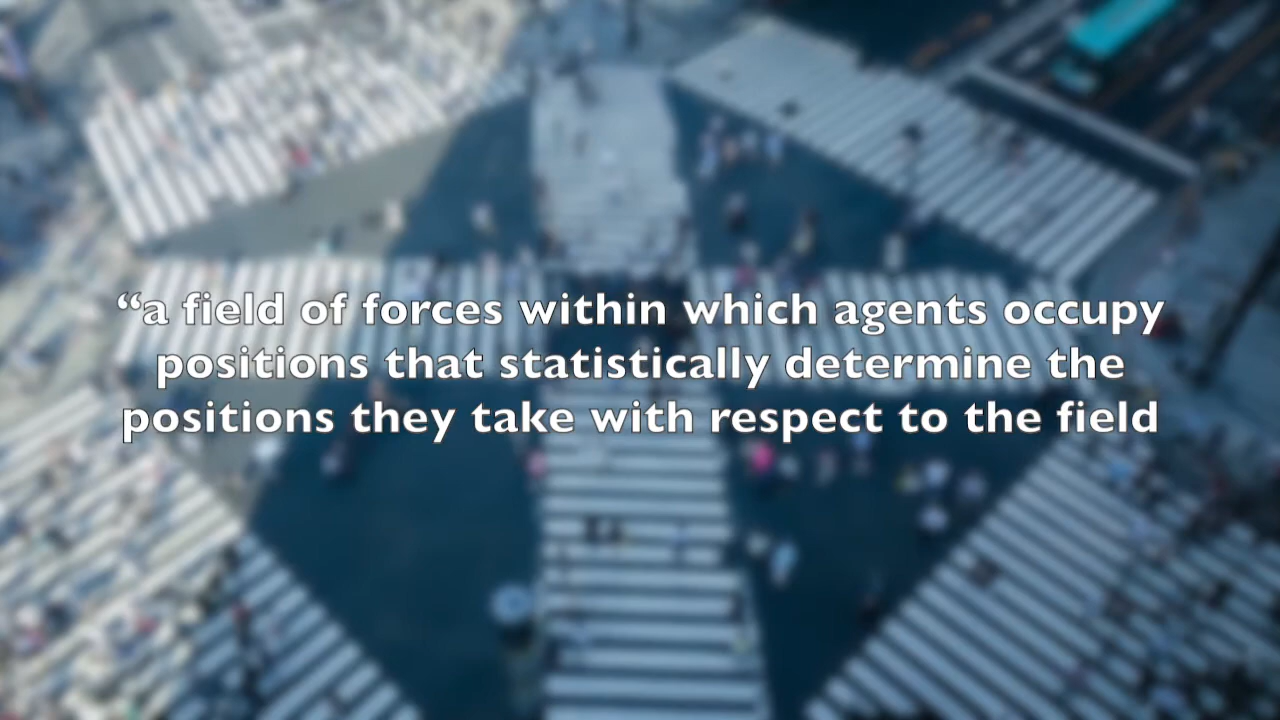 “a field of forces within which agents occupy
positions that statistically determine the
positions they take with respect to the field